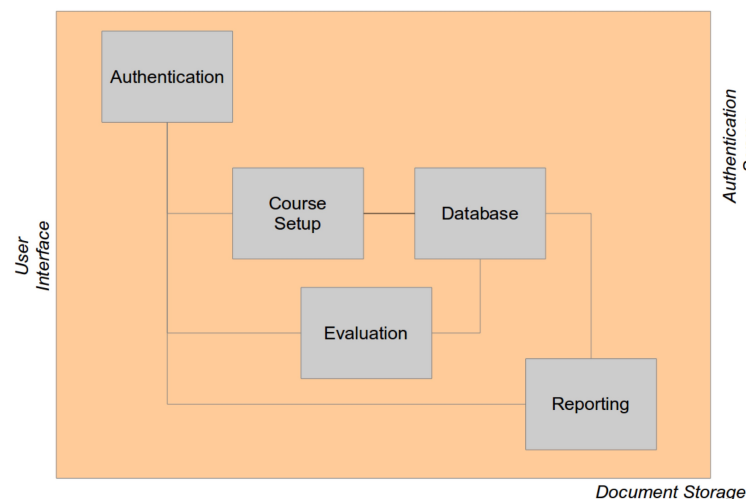 Authentication
Course
Setup
Database
Evaluation
Reporting
User
Interface
Authentication
Document Storage